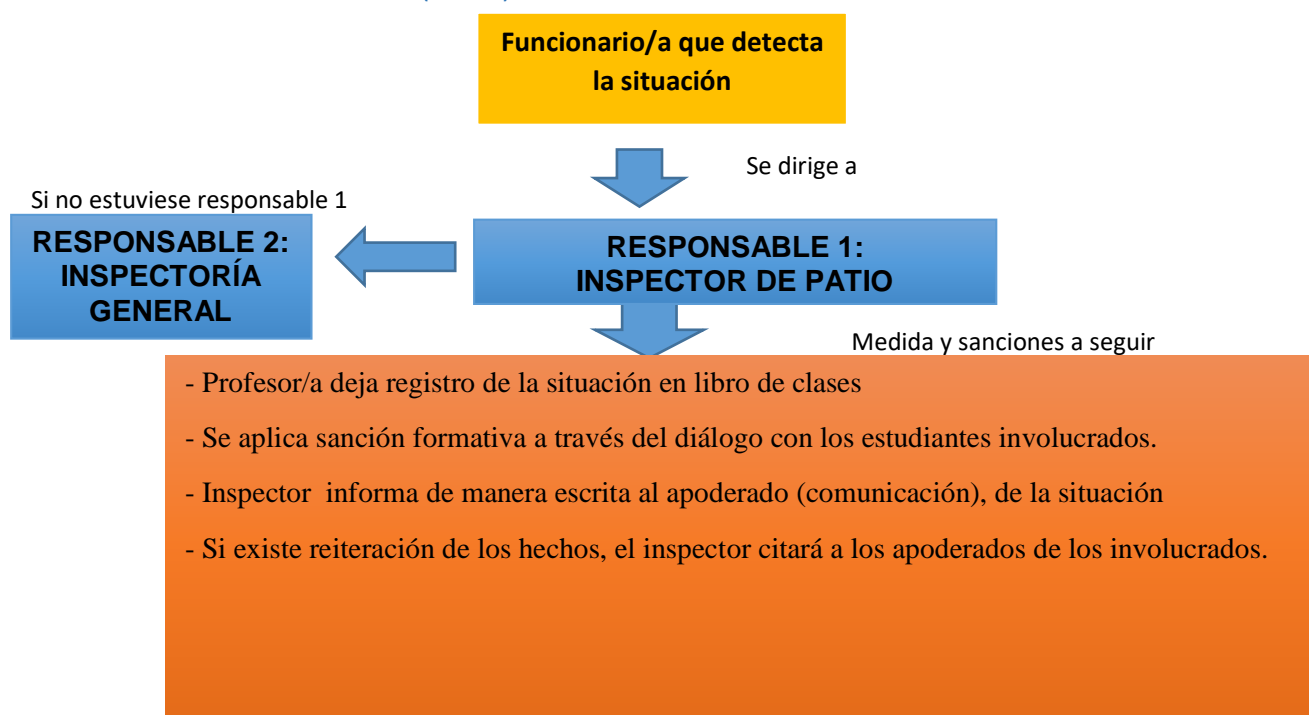 Funcionario/a que detecta
la situación
Se dirige a
Si no estuviese responsable 1
RESPONSABLE 2:
INSPECTORÍA
GENERAL
RESPONSABLE 1:
INSPECTOR DE PATIO
Medida y sanciones a seguir
- Profesor/a deja registro de la situación en libro de clases
- Se aplica sanción formativa a través del diálogo con los estudiantes involucrados.
- Inspector  informa de manera escrita al apoderado (comunicación), de la situación
- Si existe reiteración de los hechos, el inspector citará a los apoderados de los involucrados.